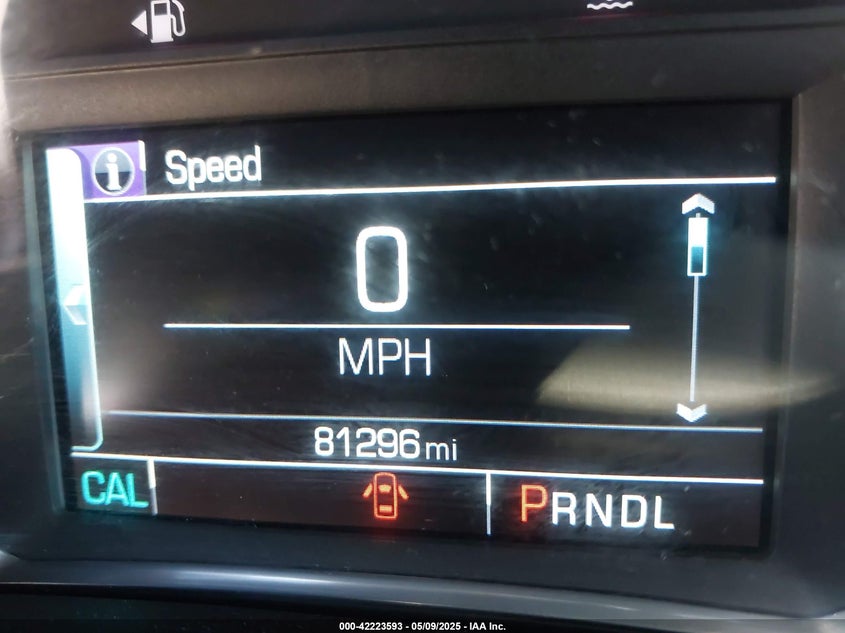 Speed
0
MPH
81296 mi
CAL
PRNDL
000-42223593 - 05/09/2025 - IAA Inc.